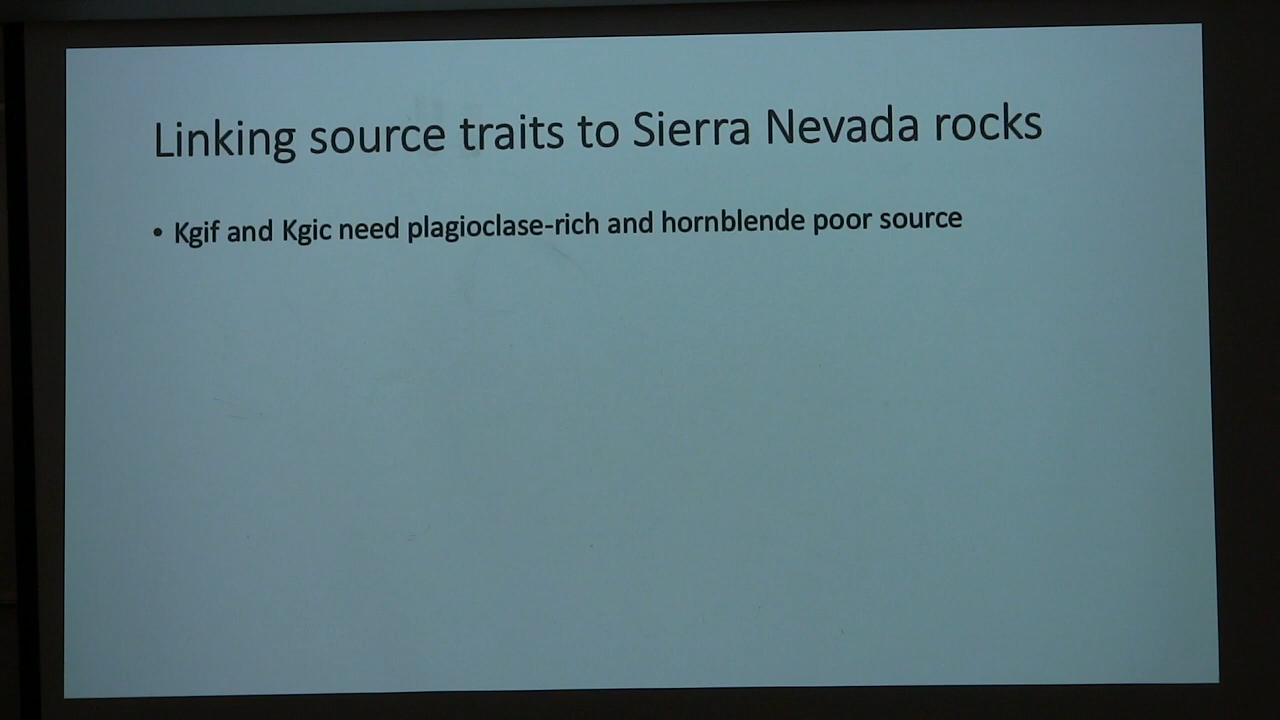 Linking source traits to Sierra Nevada rocks
• Kgif and Kgic need plagioclase-rich and hornblende poor source